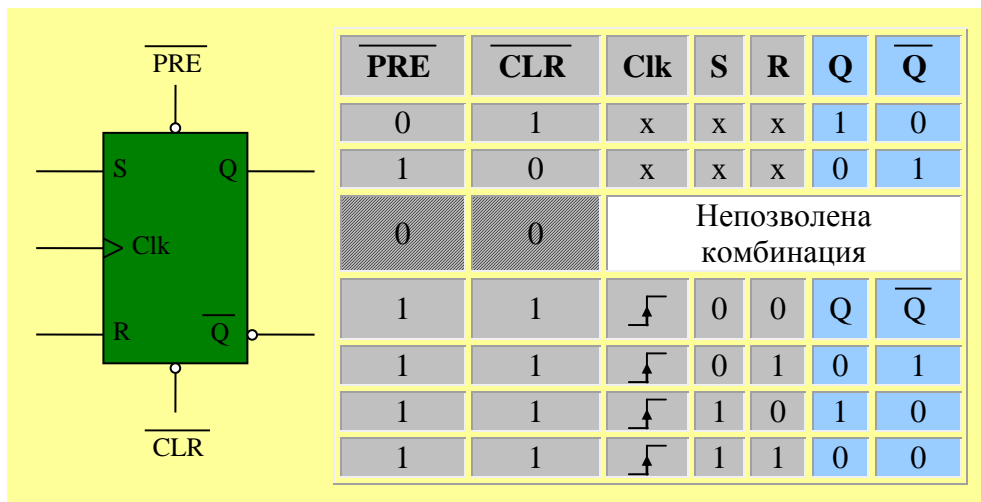 PRE
S Q
Clk
R Q̅
CLR
P̅R̅E̅ C̅L̅R̅ Clk S R Q Q̅
0 1 x x x 1 0
1 0 x x x 0 1
0 0 Непозволена
комбинация
1 1 0 0 Q Q̅
1 1 0 1 0 1
1 1 1 0 1 0
1 1 1 1 0 0